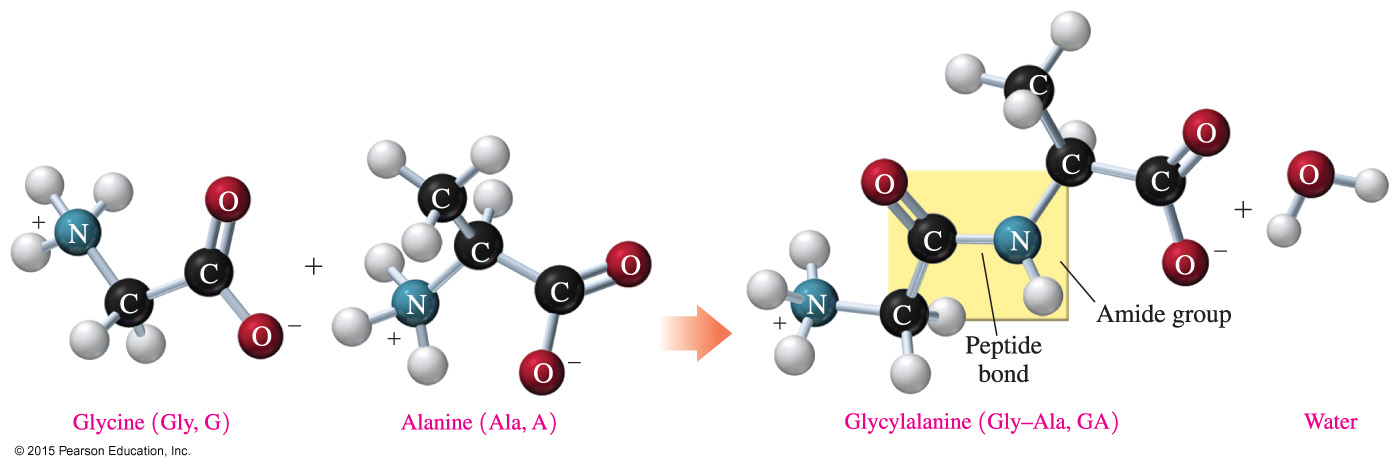 C
O
O
C
C
O
C
C
O
N
+
C
C
O
N
+
C
C
O
+
O
−
N
+
C
Amide group
C
O
−
N
+
Peptide
bond
O
−
Glycine (Gly, G)
Alanine (Ala, A)
Glycylalanine (Gly–Ala, GA)
Water
© 2015 Pearson Education, Inc.